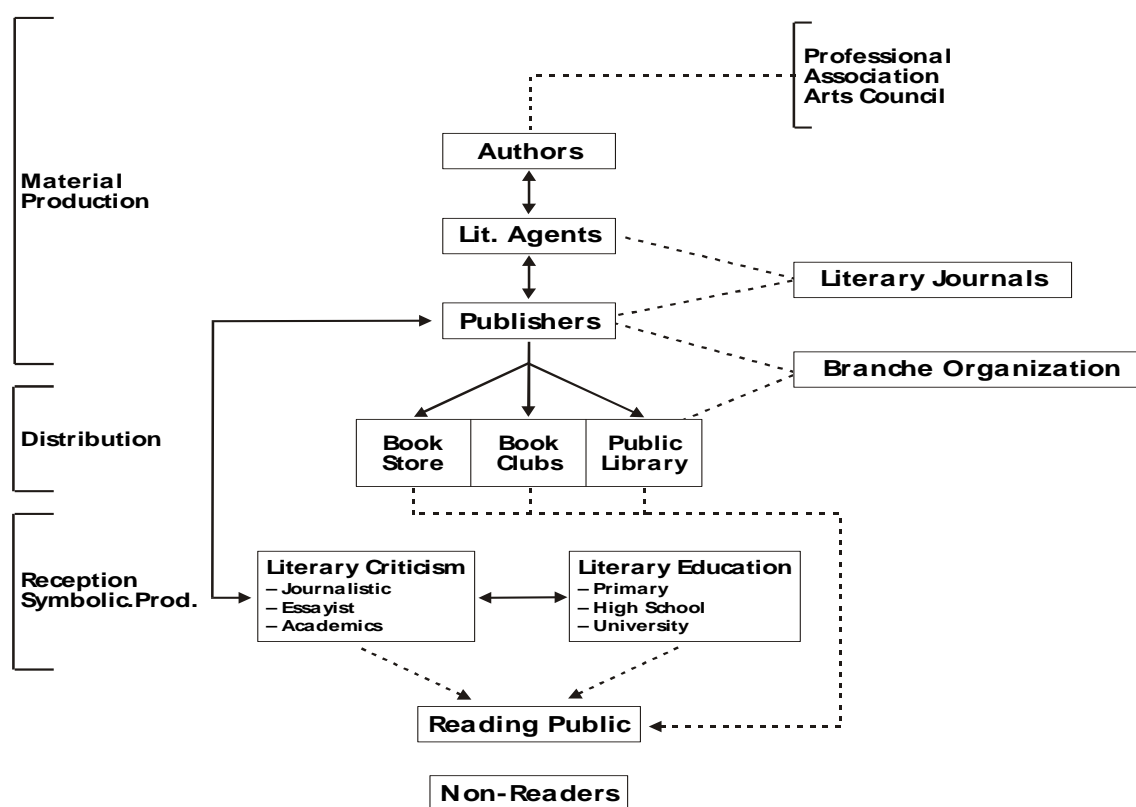 Professional
Association
Arts Council
Authors
Material
Production
Lit. Agents
Literary Journals
Publishers
Branche Organization
Distribution
Book
Store
Book
Clubs
Public
Library
Reception
Symbolic.Prod.
Literary Criticism
– Journalistic
– Essayist
– Academics
Literary Education
– Primary
– High School
– University
Reading Public
Non-Readers